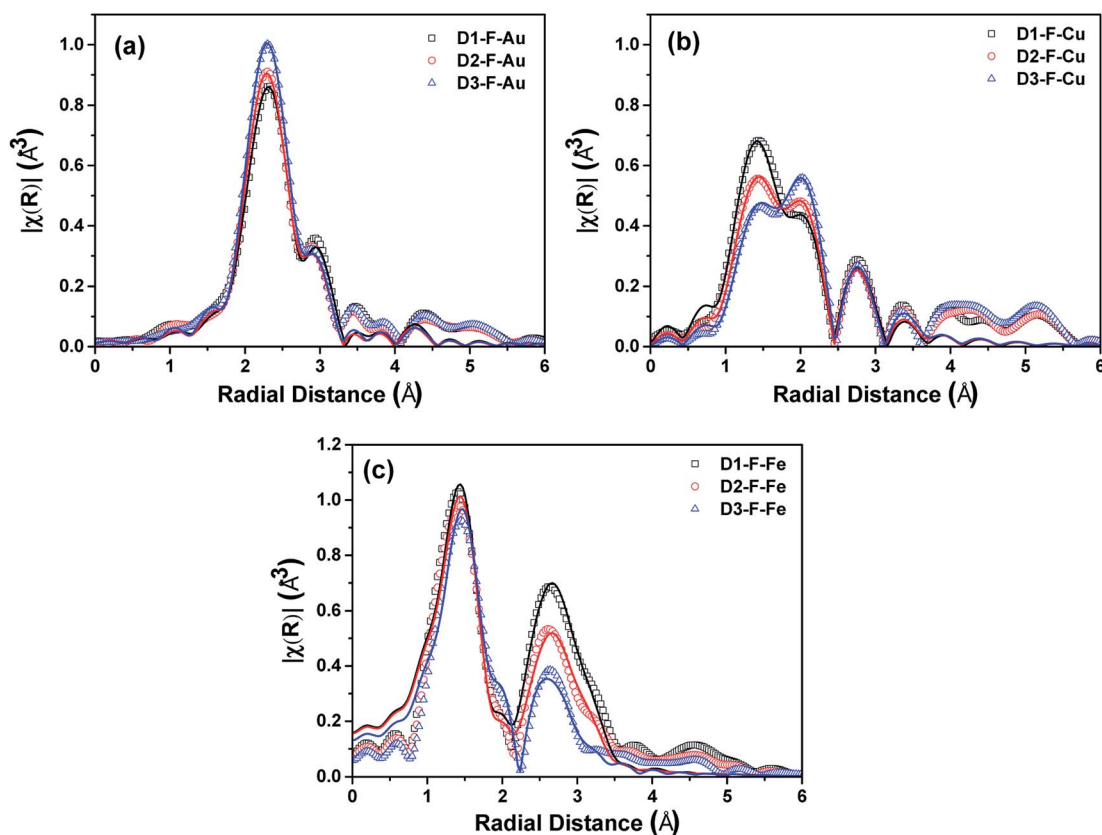 (a)
D1-F-Au
D2-F-Au
D3-F-Au
|χ(R)| (Å³)
1.0
0.8
0.6
0.4
0.2
0.0
0 1 2 3 4 5 6
Radial Distance (Å)
(b)
D1-F-Cu
D2-F-Cu
D3-F-Cu
|χ(R)| (Å³)
1.0
0.8
0.6
0.4
0.2
0.0
0 1 2 3 4 5 6
Radial Distance (Å)
(c)
D1-F-Fe
D2-F-Fe
D3-F-Fe
|χ(R)| (Å³)
1.2
1.0
0.8
0.6
0.4
0.2
0.0
0 1 2 3 4 5 6
Radial Distance (Å)